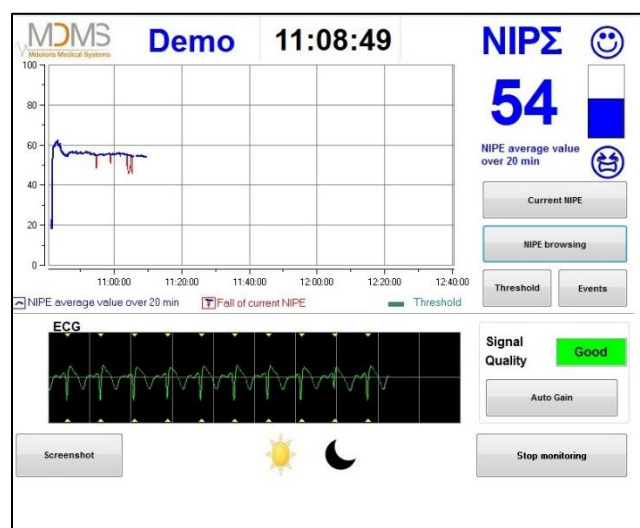 MDMS
Mdoloris Medical Systems
Demo
11:08:49
NIPΣ
54
NIPE average value
over 20 min
Current NIPE
NIPE browsing
Threshold
Events
100
80
60
40
20
0
11:00:00
11:20:00
11:40:00
12:00:00
12:20:00
12:40:00
NIPE average value over 20 min
Fall of current NIPE
Threshold
ECG
Signal
Quality
Good
Auto Gain
Screenshot
Stop monitoring